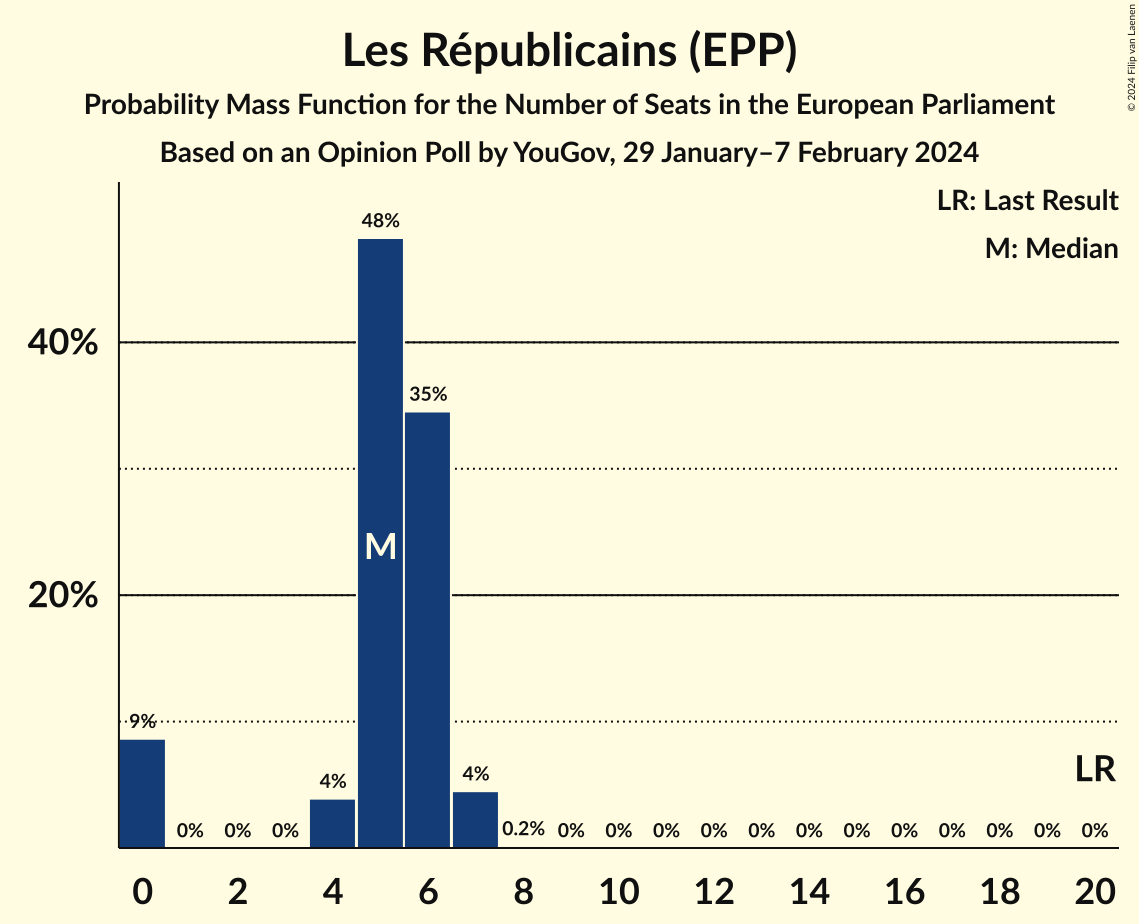 Les Républicains (EPP)
Probability Mass Function for the Number of Seats in the European Parliament
Based on an Opinion Poll by YouGov, 29 January–7 February 2024
© 2024 Filip van Laenen
LR: Last Result
M: Median
48%
40%
35%
M
20%
9%
4%
4%
LR
0% 0% 0% 0.2% 0% 0% 0% 0% 0% 0% 0% 0% 0% 0% 0% 0%
0 2 4 6 8 10 12 14 16 18 20